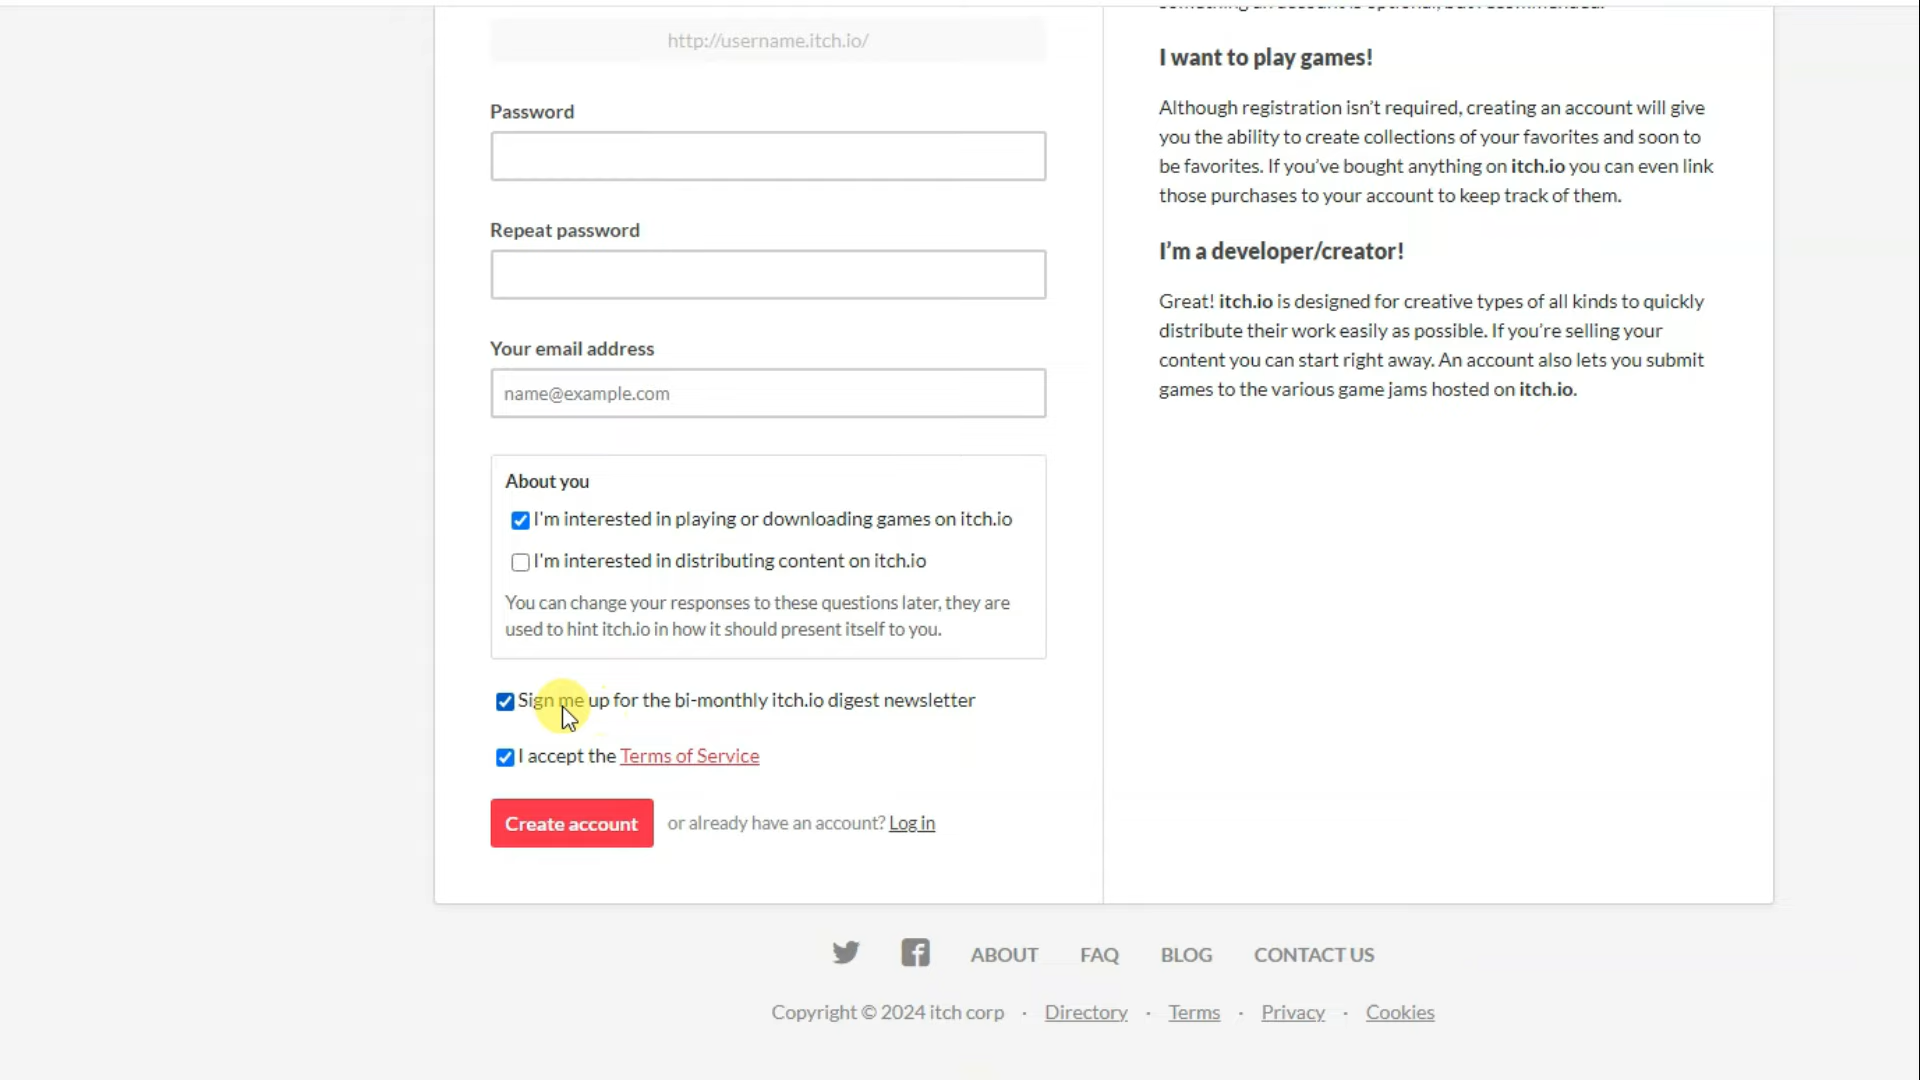 http://username.itch.io/
Password
Repeat password
Your email address
name@example.com
About you
I'm interested in playing or downloading games on itch.io
I'm interested in distributing content on itch.io
You can change your responses to these questions later, they are
used to hint itch.io in how it should present itself to you.
Sign me up for the bi-monthly itch.io digest newsletter
I accept the Terms of Service
Create account or already have an account? Log in
I want to play games!
Although registration isn't required, creating an account will give
you the ability to create collections of your favorites and soon to
be favorites. If you've bought anything on itch.io you can even link
those purchases to your account to keep track of them.
I'm a developer/creator!
Great! itch.io is designed for creative types of all kinds to quickly
distribute their work easily as possible. If you're selling your
content you can start right away. An account also lets you submit
games to the various game jams hosted on itch.io.
ABOUT FAQ BLOG CONTACT US
Copyright © 2024 itch corp · Directory · Terms · Privacy · Cookies